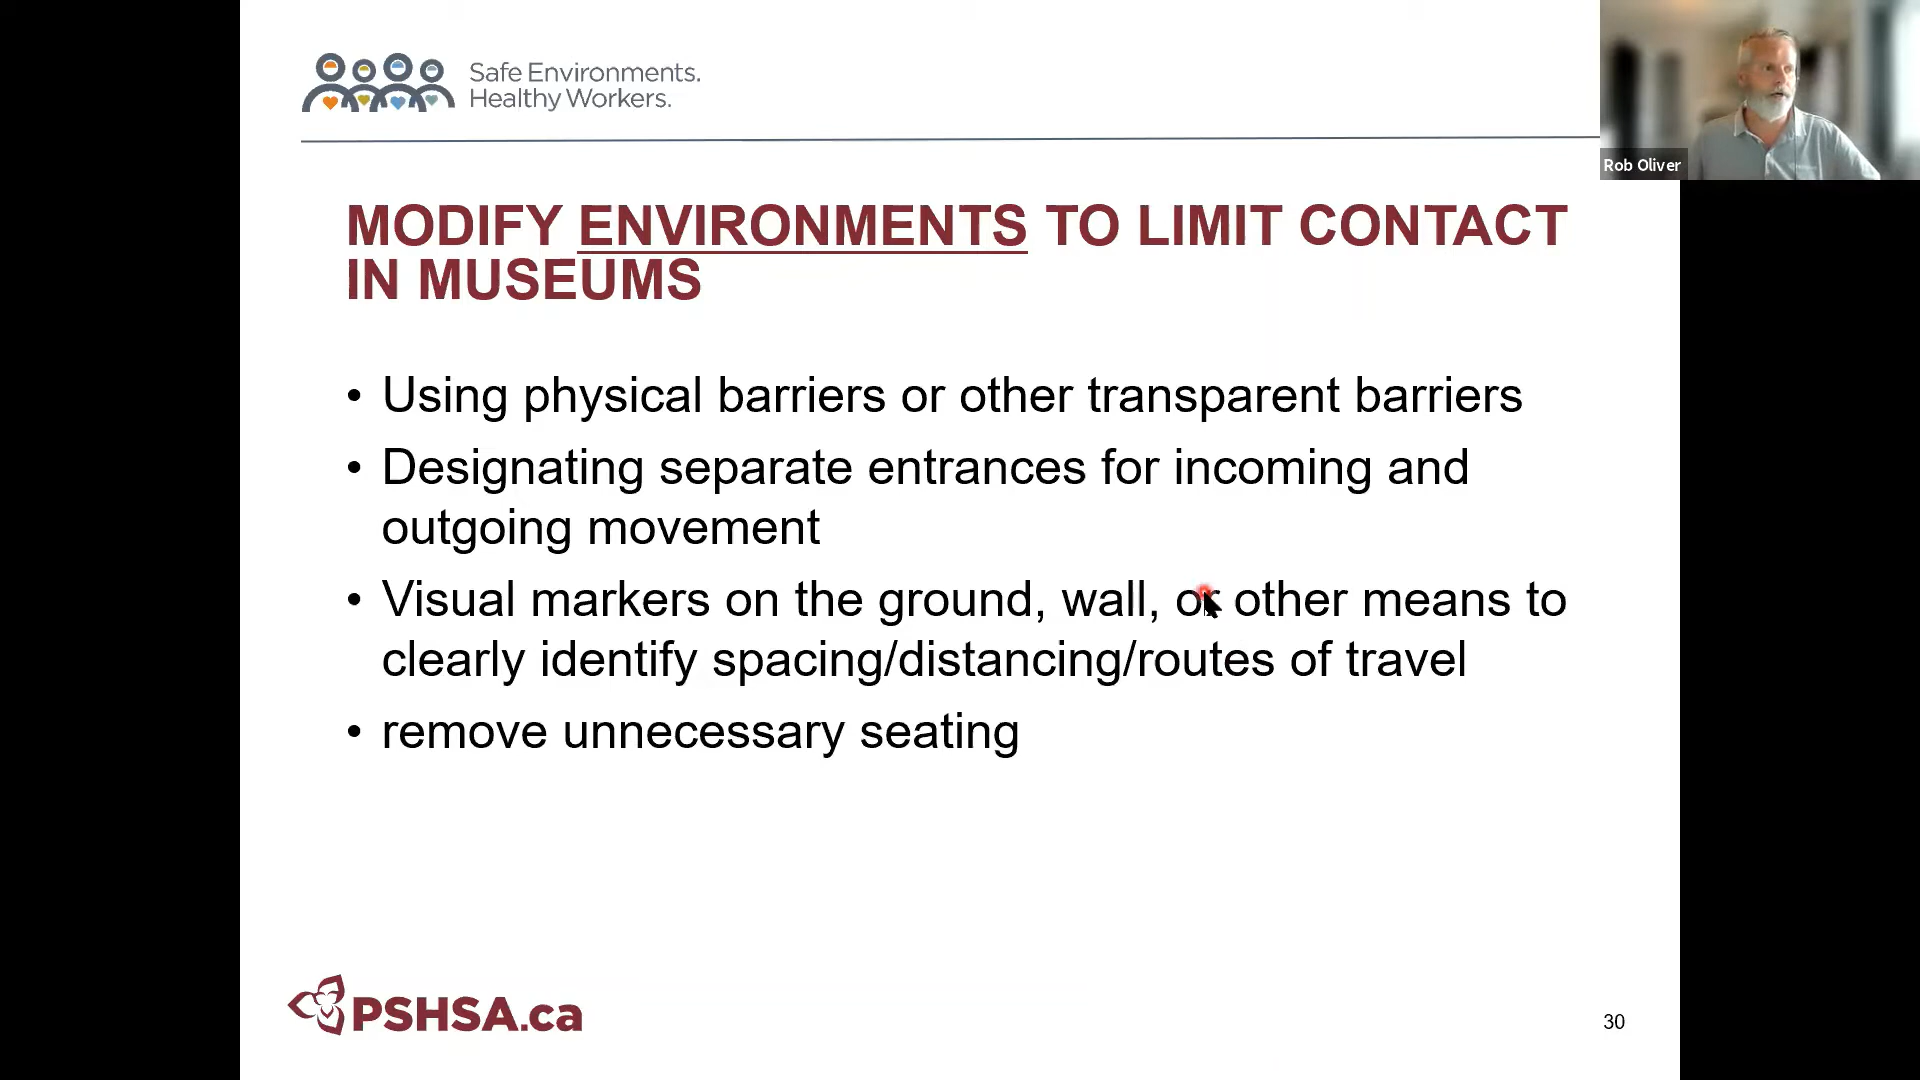 Safe Environments.
Healthy Workers.
Rob Oliver
MODIFY ENVIRONMENTS TO LIMIT CONTACT
IN MUSEUMS
• Using physical barriers or other transparent barriers
• Designating separate entrances for incoming and
outgoing movement
• Visual markers on the ground, wall, or other means to
clearly identify spacing/distancing/routes of travel
• remove unnecessary seating
PSHSA.ca
30